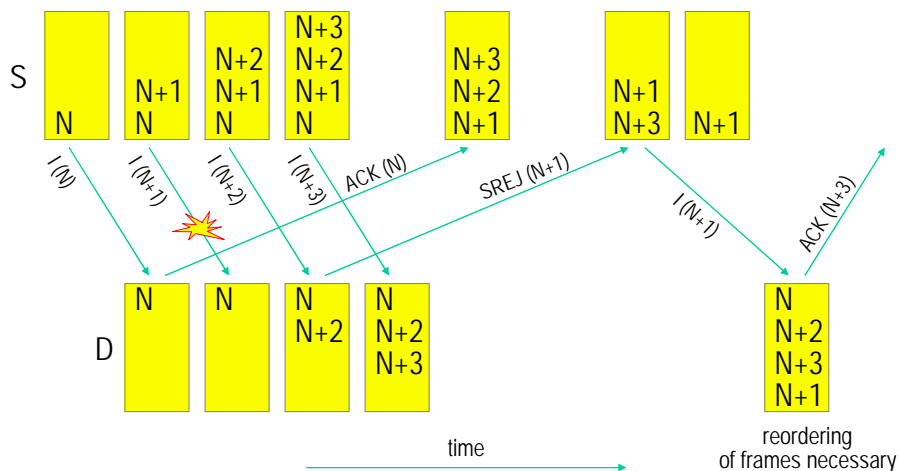 S
N
N+1
N
N+2
N+1
N
N+3
N+2
N+1
N
N+3
N+2
N+1
N+1
N+3
N+1
I (N)
I (N+1)
I (N+2)
I (N+3)
ACK (N)
SREJ (N+1)
I (N+1)
ACK (N+3)
D
N
N
N
N+2
N
N+2
N+3
N
N+2
N+3
N+1
time
reordering
of frames necessary